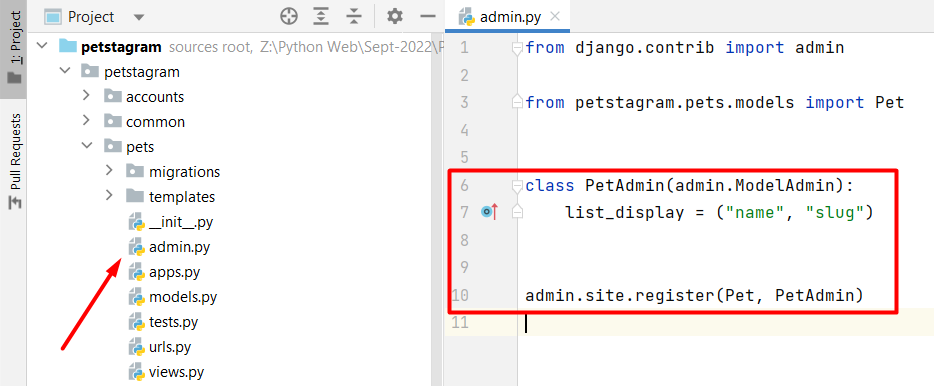 1: Project
Pull Requests
Project
petstagram sources root, Z:\Python Web\Sept-2022\P
petstagram
accounts
common
pets
migrations
templates
__init__.py
admin.py
apps.py
models.py
tests.py
urls.py
views.py
admin.py
1 from django.contrib import admin
2
3 from petstagram.pets.models import Pet
4
5
6 class PetAdmin(admin.ModelAdmin):
7 list_display = ("name", "slug")
8
9
10 admin.site.register(Pet, PetAdmin)
11